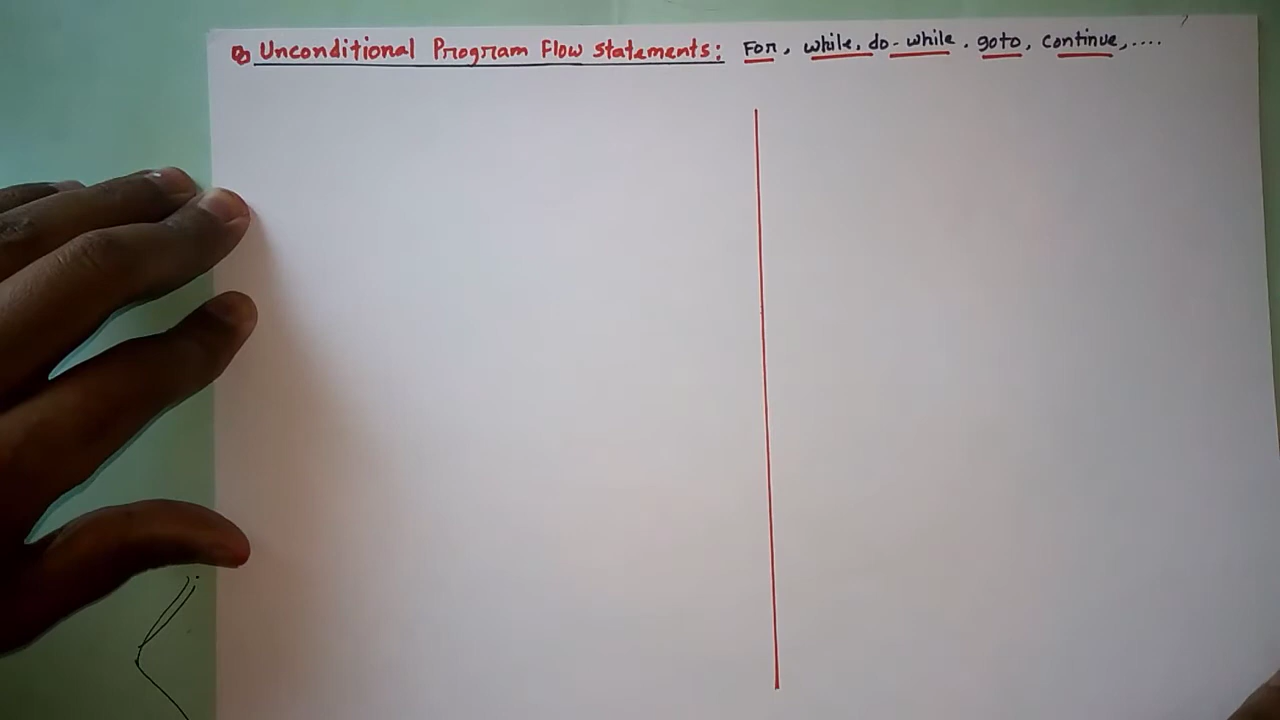 Unconditional Program Flow statements: For, while, do-while, goto, continue,....